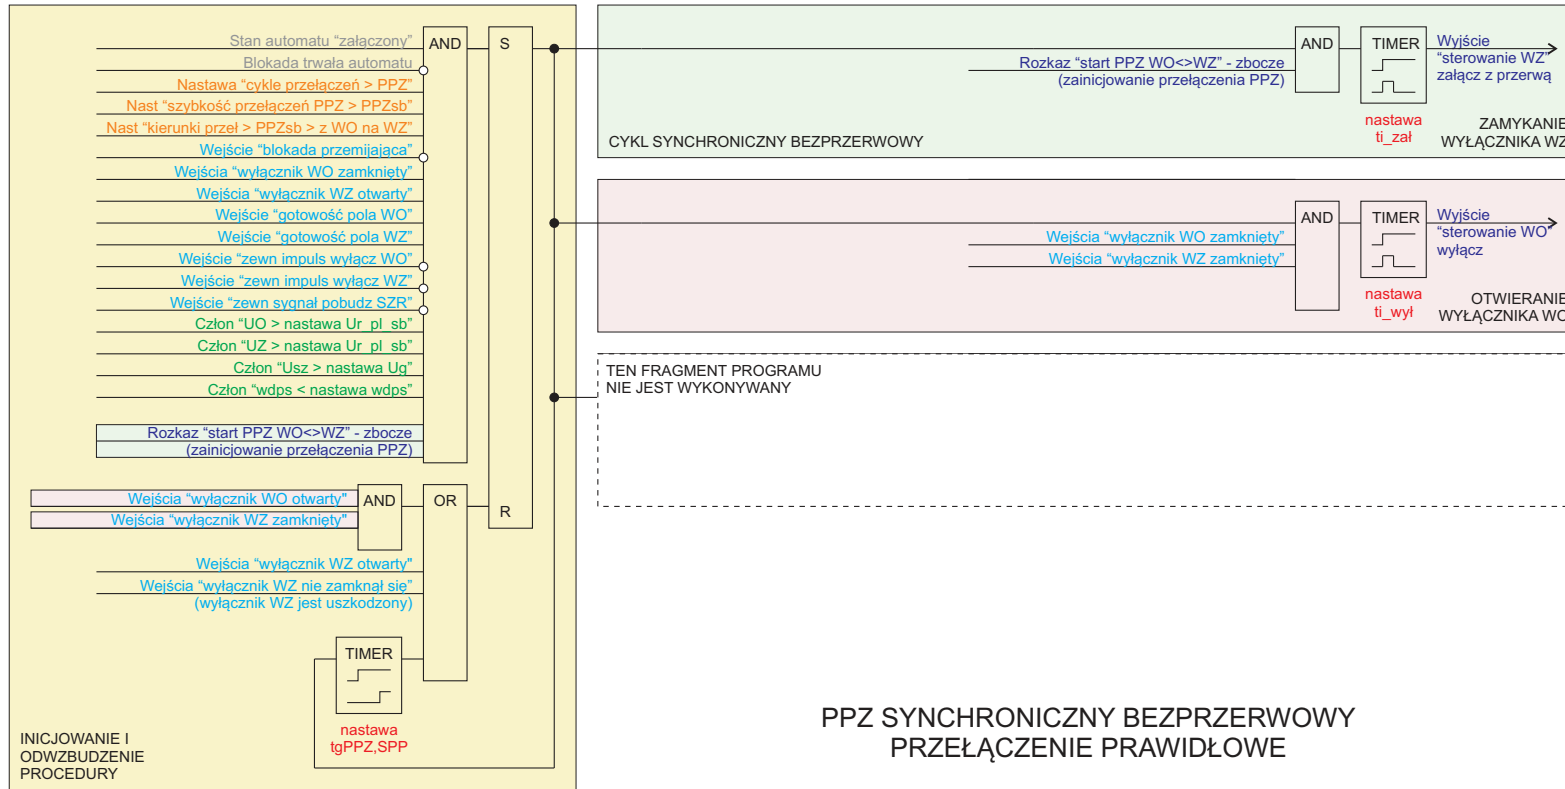 Stan automatu “załączony”
Blokada trwała automatu
Nastawa “cykle przełączeń > PPZ”
Nast “szybkość przełączeń PPZ > PPZsb”
Nast “kierunki przeł > PPZsb > z WO na WZ”
Wejście “blokada przemijająca”
Wejścia “wyłącznik WO zamknięty”
Wejścia “wyłącznik WZ otwarty”
Wejście “gotowość pola WO”
Wejście “gotowość pola WZ”
Wejście “zewn impuls wyłącz WO”
Wejście “zewn impuls wyłącz WZ”
Wejście “zewn sygnał pobudz SZR”
Człon “UO > nastawa Ur_pl_sb”
Człon “UZ > nastawa Ur_pl_sb”
Człon “Usz > nastawa Ug”
Człon “wdps < nastawa wdps”
Rozkaz “start PPZ WO<>WZ” - zbocze
(zainicjowanie przełączenia PPZ)
AND
S
R
Wejścia “wyłącznik WO otwarty"
Wejścia “wyłącznik WZ zamknięty"
AND
OR
Wejścia “wyłącznik WZ otwarty"
Wejścia “wyłącznik WZ nie zamknął się”
(wyłącznik WZ jest uszkodzony)
TIMER
nastawa
tgPPZ,SPP
INICJOWANIE I
ODWZBUDZENIE
PROCEDURY
Rozkaz “start PPZ WO<>WZ” - zbocze
(zainicjowanie przełączenia PPZ)
AND
TIMER
Wyjście
“sterowanie WZ”
załącz z przerwą
nastawa
ti_zał
CYKL SYNCHRONICZNY BEZPRZERWOWY
ZAMYKANIE
WYŁĄCZNIKA WZ
Wejścia “wyłącznik WO zamknięty”
Wejścia “wyłącznik WZ zamknięty”
AND
TIMER
Wyjście
“sterowanie WO”
wyłącz
nastawa
ti_wył
OTWIERANIE
WYŁĄCZNIKA WO
TEN FRAGMENT PROGRAMU
NIE JEST WYKONYWANY
PPZ SYNCHRONICZNY BEZPRZERWOWY
PRZEŁĄCZENIE PRAWIDŁOWE